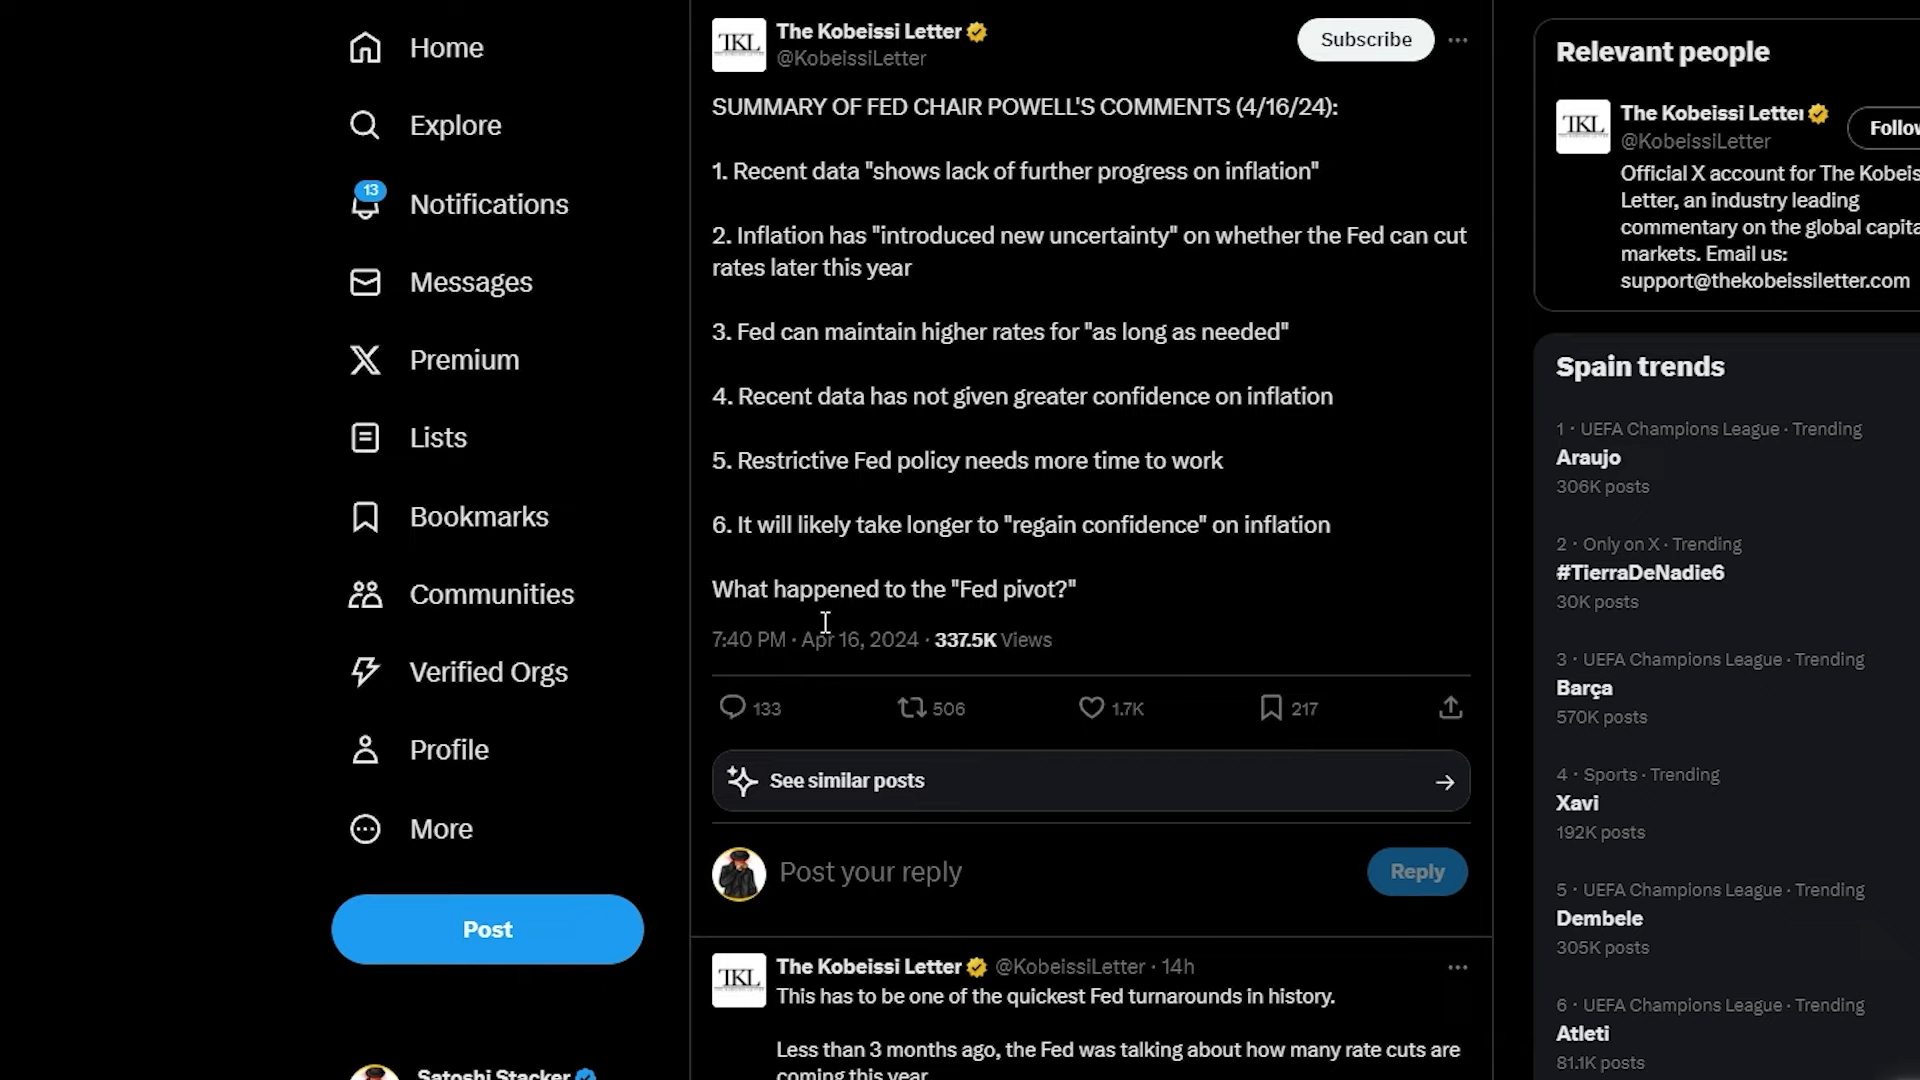 Home
Explore
13
Notifications
Messages
Premium
Lists
Bookmarks
Communities
Verified Orgs
Profile
More
Post
Satoshi Stacker
TKL
The Kobeissi Letter
@KobeissiLetter
Subscribe
SUMMARY OF FED CHAIR POWELL'S COMMENTS (4/16/24):
1. Recent data "shows lack of further progress on inflation"
2. Inflation has "introduced new uncertainty" on whether the Fed can cut
rates later this year
3. Fed can maintain higher rates for "as long as needed"
4. Recent data has not given greater confidence on inflation
5. Restrictive Fed policy needs more time to work
6. It will likely take longer to "regain confidence" on inflation
What happened to the "Fed pivot?"
7:40 PM · Apr 16, 2024 · 337.5K Views
133 506 1.7K 217
See similar posts
Post your reply
Reply
TKL
The Kobeissi Letter @KobeissiLetter · 14h
This has to be one of the quickest Fed turnarounds in history.
Less than 3 months ago, the Fed was talking about how many rate cuts are
coming this year
Relevant people
TKL
The Kobeissi Letter
@KobeissiLetter
Follow
Official X account for The Kobeis
Letter, an industry leading
commentary on the global capita
markets. Email us:
support@thekobeissiletter.com
Spain trends
1 · UEFA Champions League · Trending
Araujo
306K posts
2 · Only on X · Trending
#TierraDeNadie6
30K posts
3 · UEFA Champions League · Trending
Barça
570K posts
4 · Sports · Trending
Xavi
192K posts
5 · UEFA Champions League · Trending
Dembele
305K posts
6 · UEFA Champions League · Trending
Atleti
81.1K posts